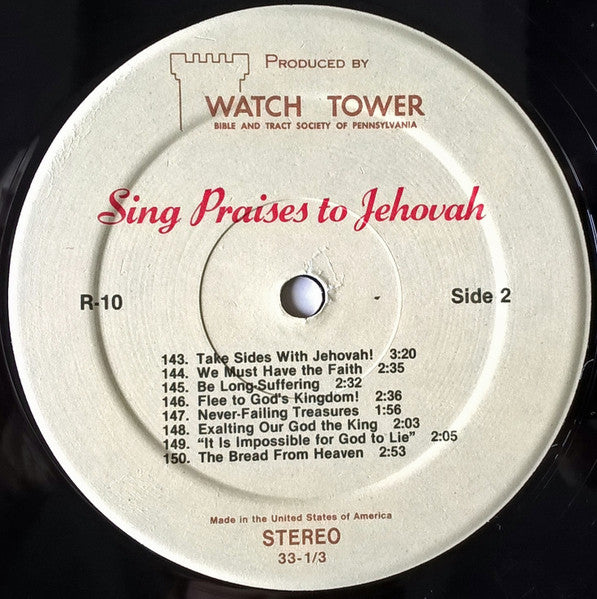 PRODUCED BY
WATCH TOWER
BIBLE AND TRACT SOCIETY OF PENNSYLVANIA
Sing Praises to Jehovah
R-10
Side 2
143. Take Sides With Jehovah! 3:20
144. We Must Have the Faith 2:35
145. Be Long-Suffering 2:32
146. Flee to God's Kingdom! 2:36
147. Never-Failing Treasures 1:56
148. Exalting Our God the King 2:03
149. “It Is Impossible for God to Lie” 2:05
150. The Bread From Heaven 2:53
Made in the United States of America
STEREO
33-1/3